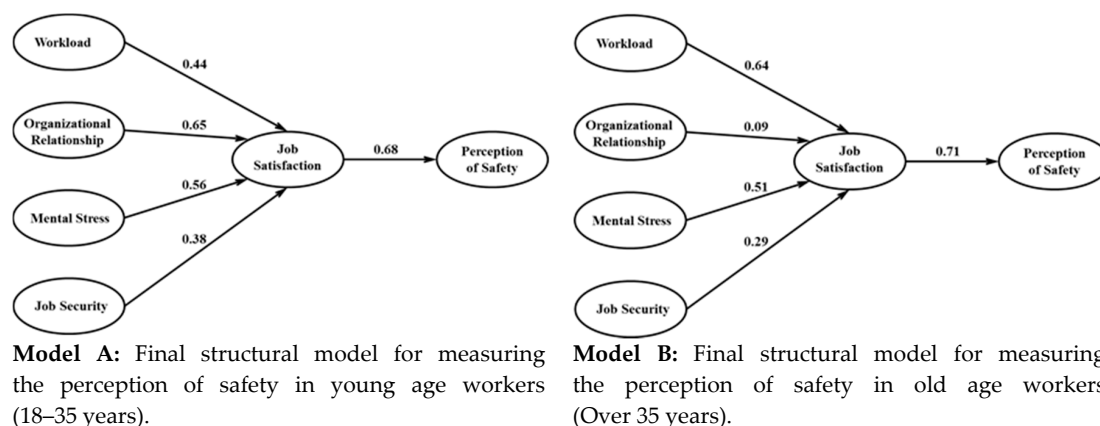 Workload
0.44
Organizational
Relationship
0.65
Job
Satisfaction
0.68
Perception
of Safety
Mental Stress
0.56
Job Security
0.38
Model A: Final structural model for measuring
the perception of safety in young age workers
(18–35 years).
Workload
0.64
Organizational
Relationship
0.09
Job
Satisfaction
0.71
Perception
of Safety
Mental Stress
0.51
Job Security
0.29
Model B: Final structural model for measuring
the perception of safety in old age workers
(Over 35 years).